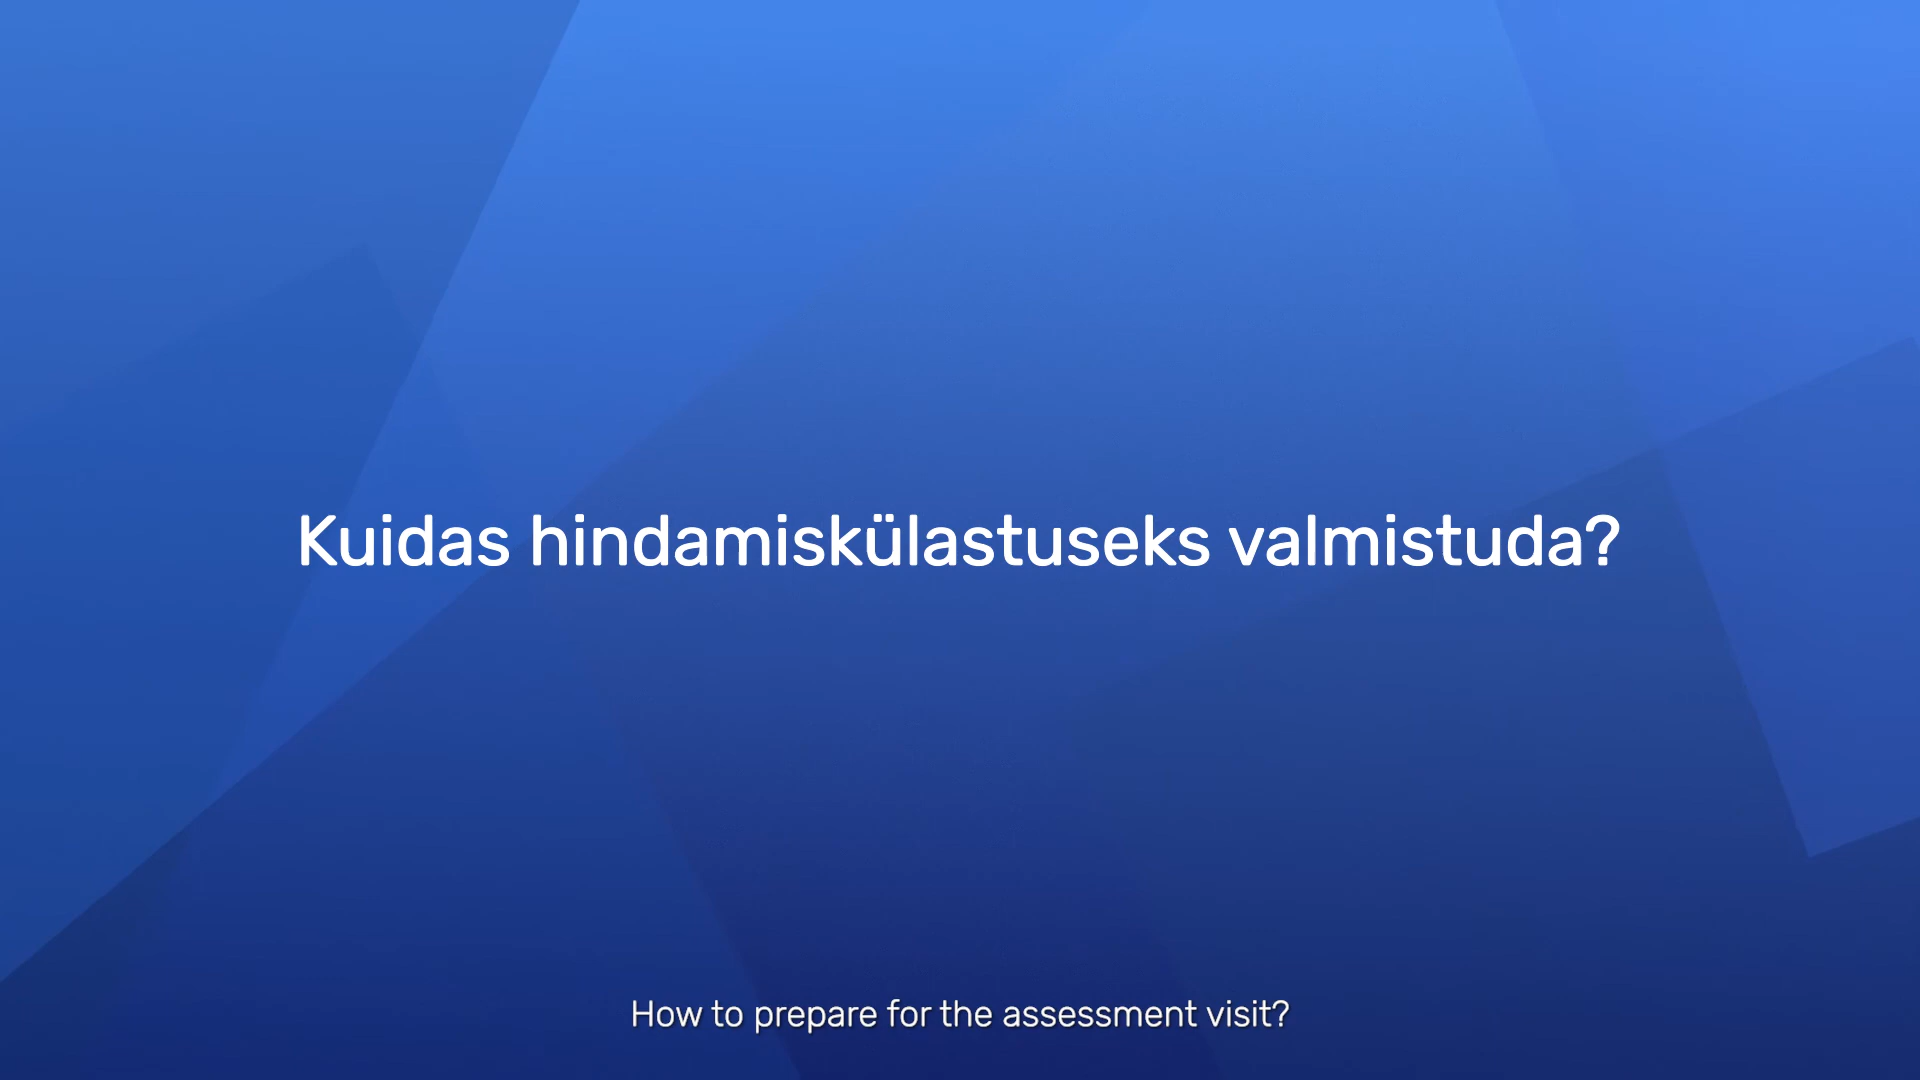 Kuidas hindamiskülastuseks valmistuda?
How to prepare for the assessment visit?